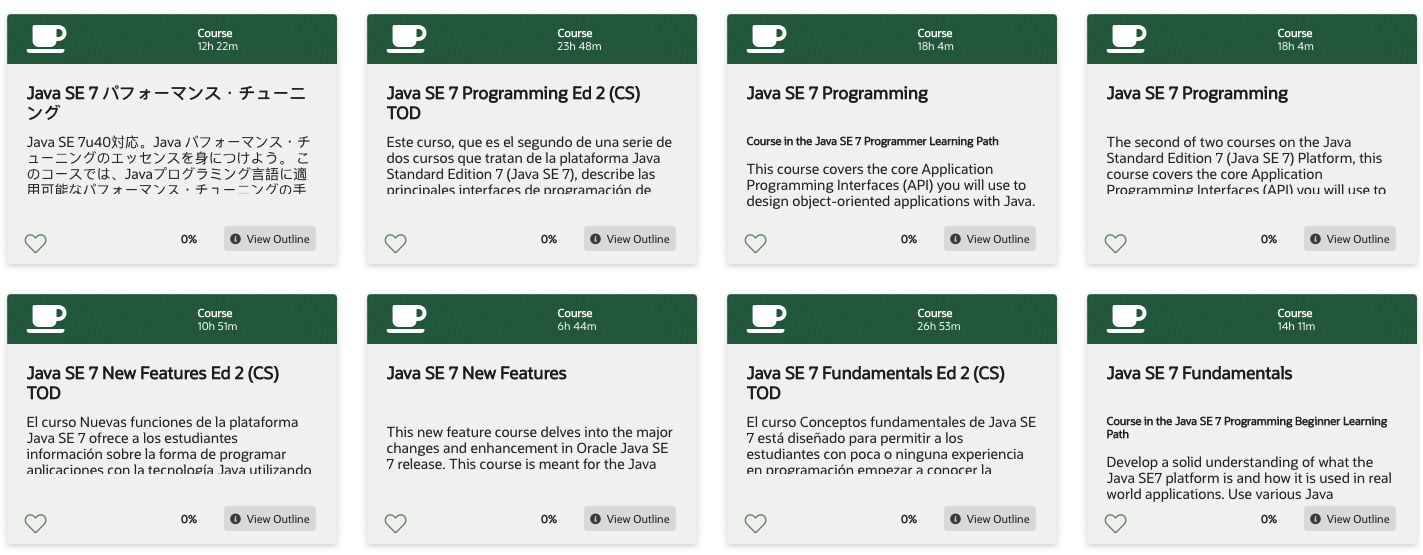 Course
12h 22m
Java SE 7 パフォーマンス・チューニ
ング
Java SE 7u40対応。Java パフォーマンス・チ
ューニングのエッセンスを身につけよう。 こ
のコースでは、Javaプログラミング言語に適
用可能なパフォーマンス・チューニングの手
0%
View Outline
Course
23h 48m
Java SE 7 Programming Ed 2 (CS)
TOD
Este curso, que es el segundo de una serie de
dos cursos que tratan de la plataforma Java
Standard Edition 7 (Java SE 7), describe las
principales interfaces de programación de
0%
View Outline
Course
18h 4m
Java SE 7 Programming
Course in the Java SE 7 Programmer Learning Path
This course covers the core Application
Programming Interfaces (API) you will use to
design object-oriented applications with Java.
0%
View Outline
Course
18h 4m
Java SE 7 Programming
The second of two courses on the Java
Standard Edition 7 (Java SE 7) Platform, this
course covers the core Application
Programming Interfaces (API) you will use to
0%
View Outline
Course
10h 51m
Java SE 7 New Features Ed 2 (CS)
TOD
El curso Nuevas funciones de la plataforma
Java SE 7 ofrece a los estudiantes
información sobre la forma de programar
aplicaciones con la tecnología Java utilizando
0%
View Outline
Course
6h 44m
Java SE 7 New Features
This new feature course delves into the major
changes and enhancement in Oracle Java SE
7 release. This course is meant for the Java
0%
View Outline
Course
26h 53m
Java SE 7 Fundamentals Ed 2 (CS)
TOD
El curso Conceptos fundamentales de Java SE
7 está diseñado para permitir a los
estudiantes con poca o ninguna experiencia
en programación empezar a conocer la
0%
View Outline
Course
14h 11m
Java SE 7 Fundamentals
Course in the Java SE 7 Programming Beginner Learning
Path
Develop a solid understanding of what the
Java SE7 platform is and how it is used in real
world applications. Use various Java
0%
View Outline